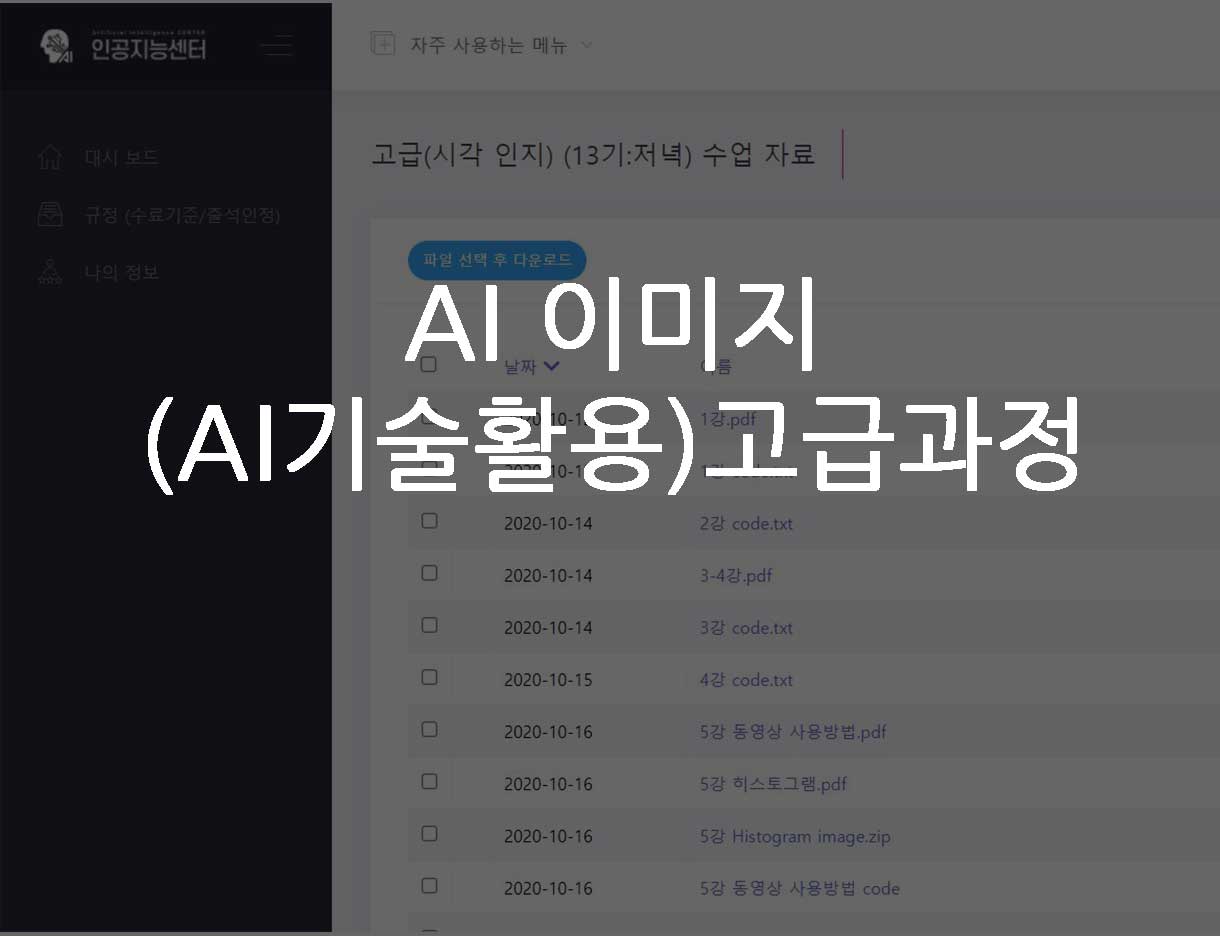 Artificial Intelligence CENTER
AI 인공지능센터
자주 사용하는 메뉴
대시 보드
규정 (수료기준/출석인정)
나의 정보
고급(시각 인지) (13기:저녁) 수업 자료
파일 선택 후 다운로드
AI 이미지
(AI기술활용)고급과정
날짜
1강.pdf
2020-10-14 2강 code.txt
2020-10-14 3-4강.pdf
2020-10-14 3강 code.txt
2020-10-15 4강 code.txt
2020-10-16 5강 동영상 사용방법.pdf
2020-10-16 5강 히스토그램.pdf
2020-10-16 5강 Histogram image.zip
2020-10-16 5강 동영상 사용방법 code